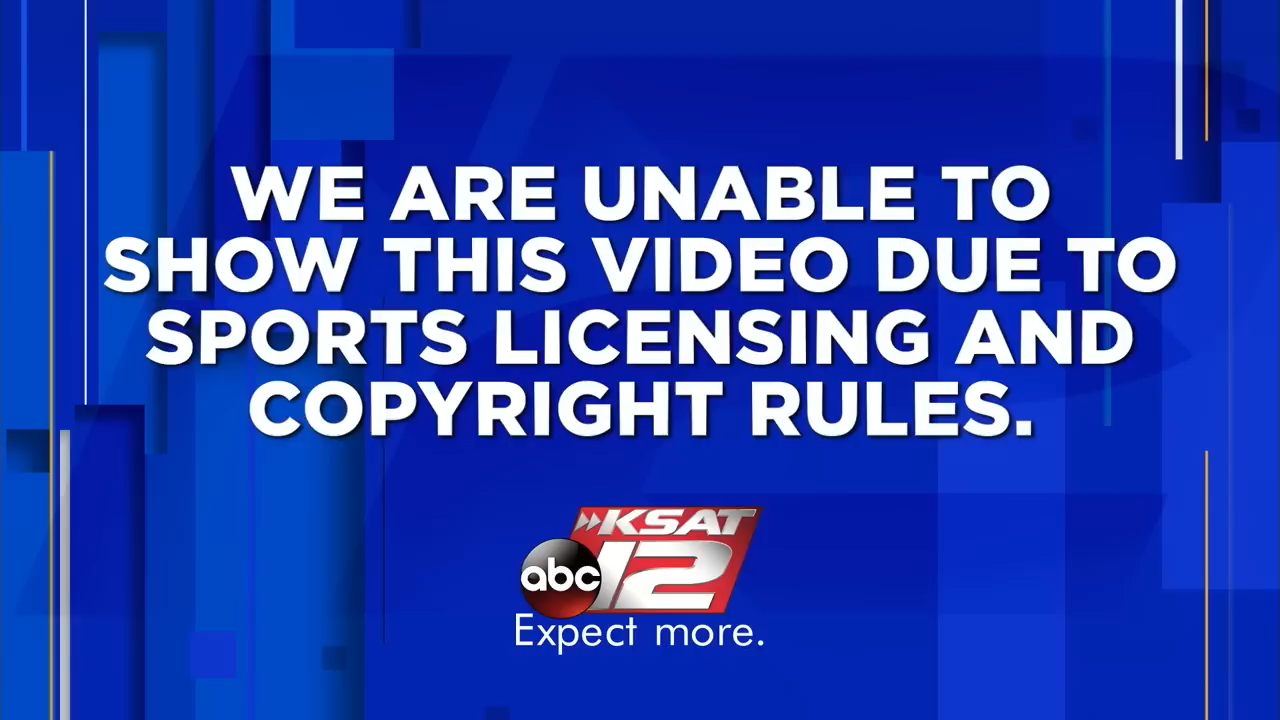 WE ARE UNABLE TO
SHOW THIS VIDEO DUE TO
SPORTS LICENSING AND
COPYRIGHT RULES.
KSAT
abc 12
Expect more.